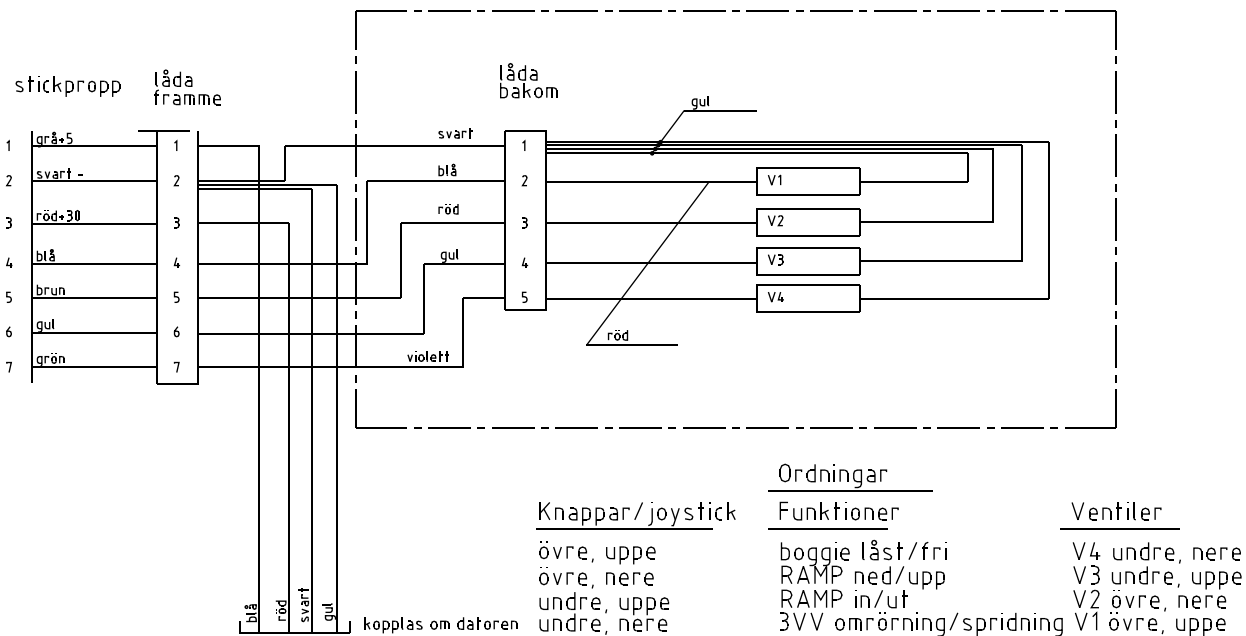 stickpropp
låda
framme
låda
bakom
gul
1 grå+5 1
svart 1
2 svart - 2
blå 2 V1
3 röd+30 3
röd 3 V2
4 blå 4
gul 4 V3
5 brun 5
5 V4
6 gul 6
röd
7 grön 7
violett
blå
röd
svart
gul
kopplas om datoren
Ordningar
Knappar/joystick Funktioner Ventiler
övre, uppe boggie låst/fri V4 undre, nere
övre, nere RAMP ned/upp V3 undre, uppe
undre, uppe RAMP in/ut V2 övre, nere
undre, nere 3VV omrörning/spridning V1 övre, uppe